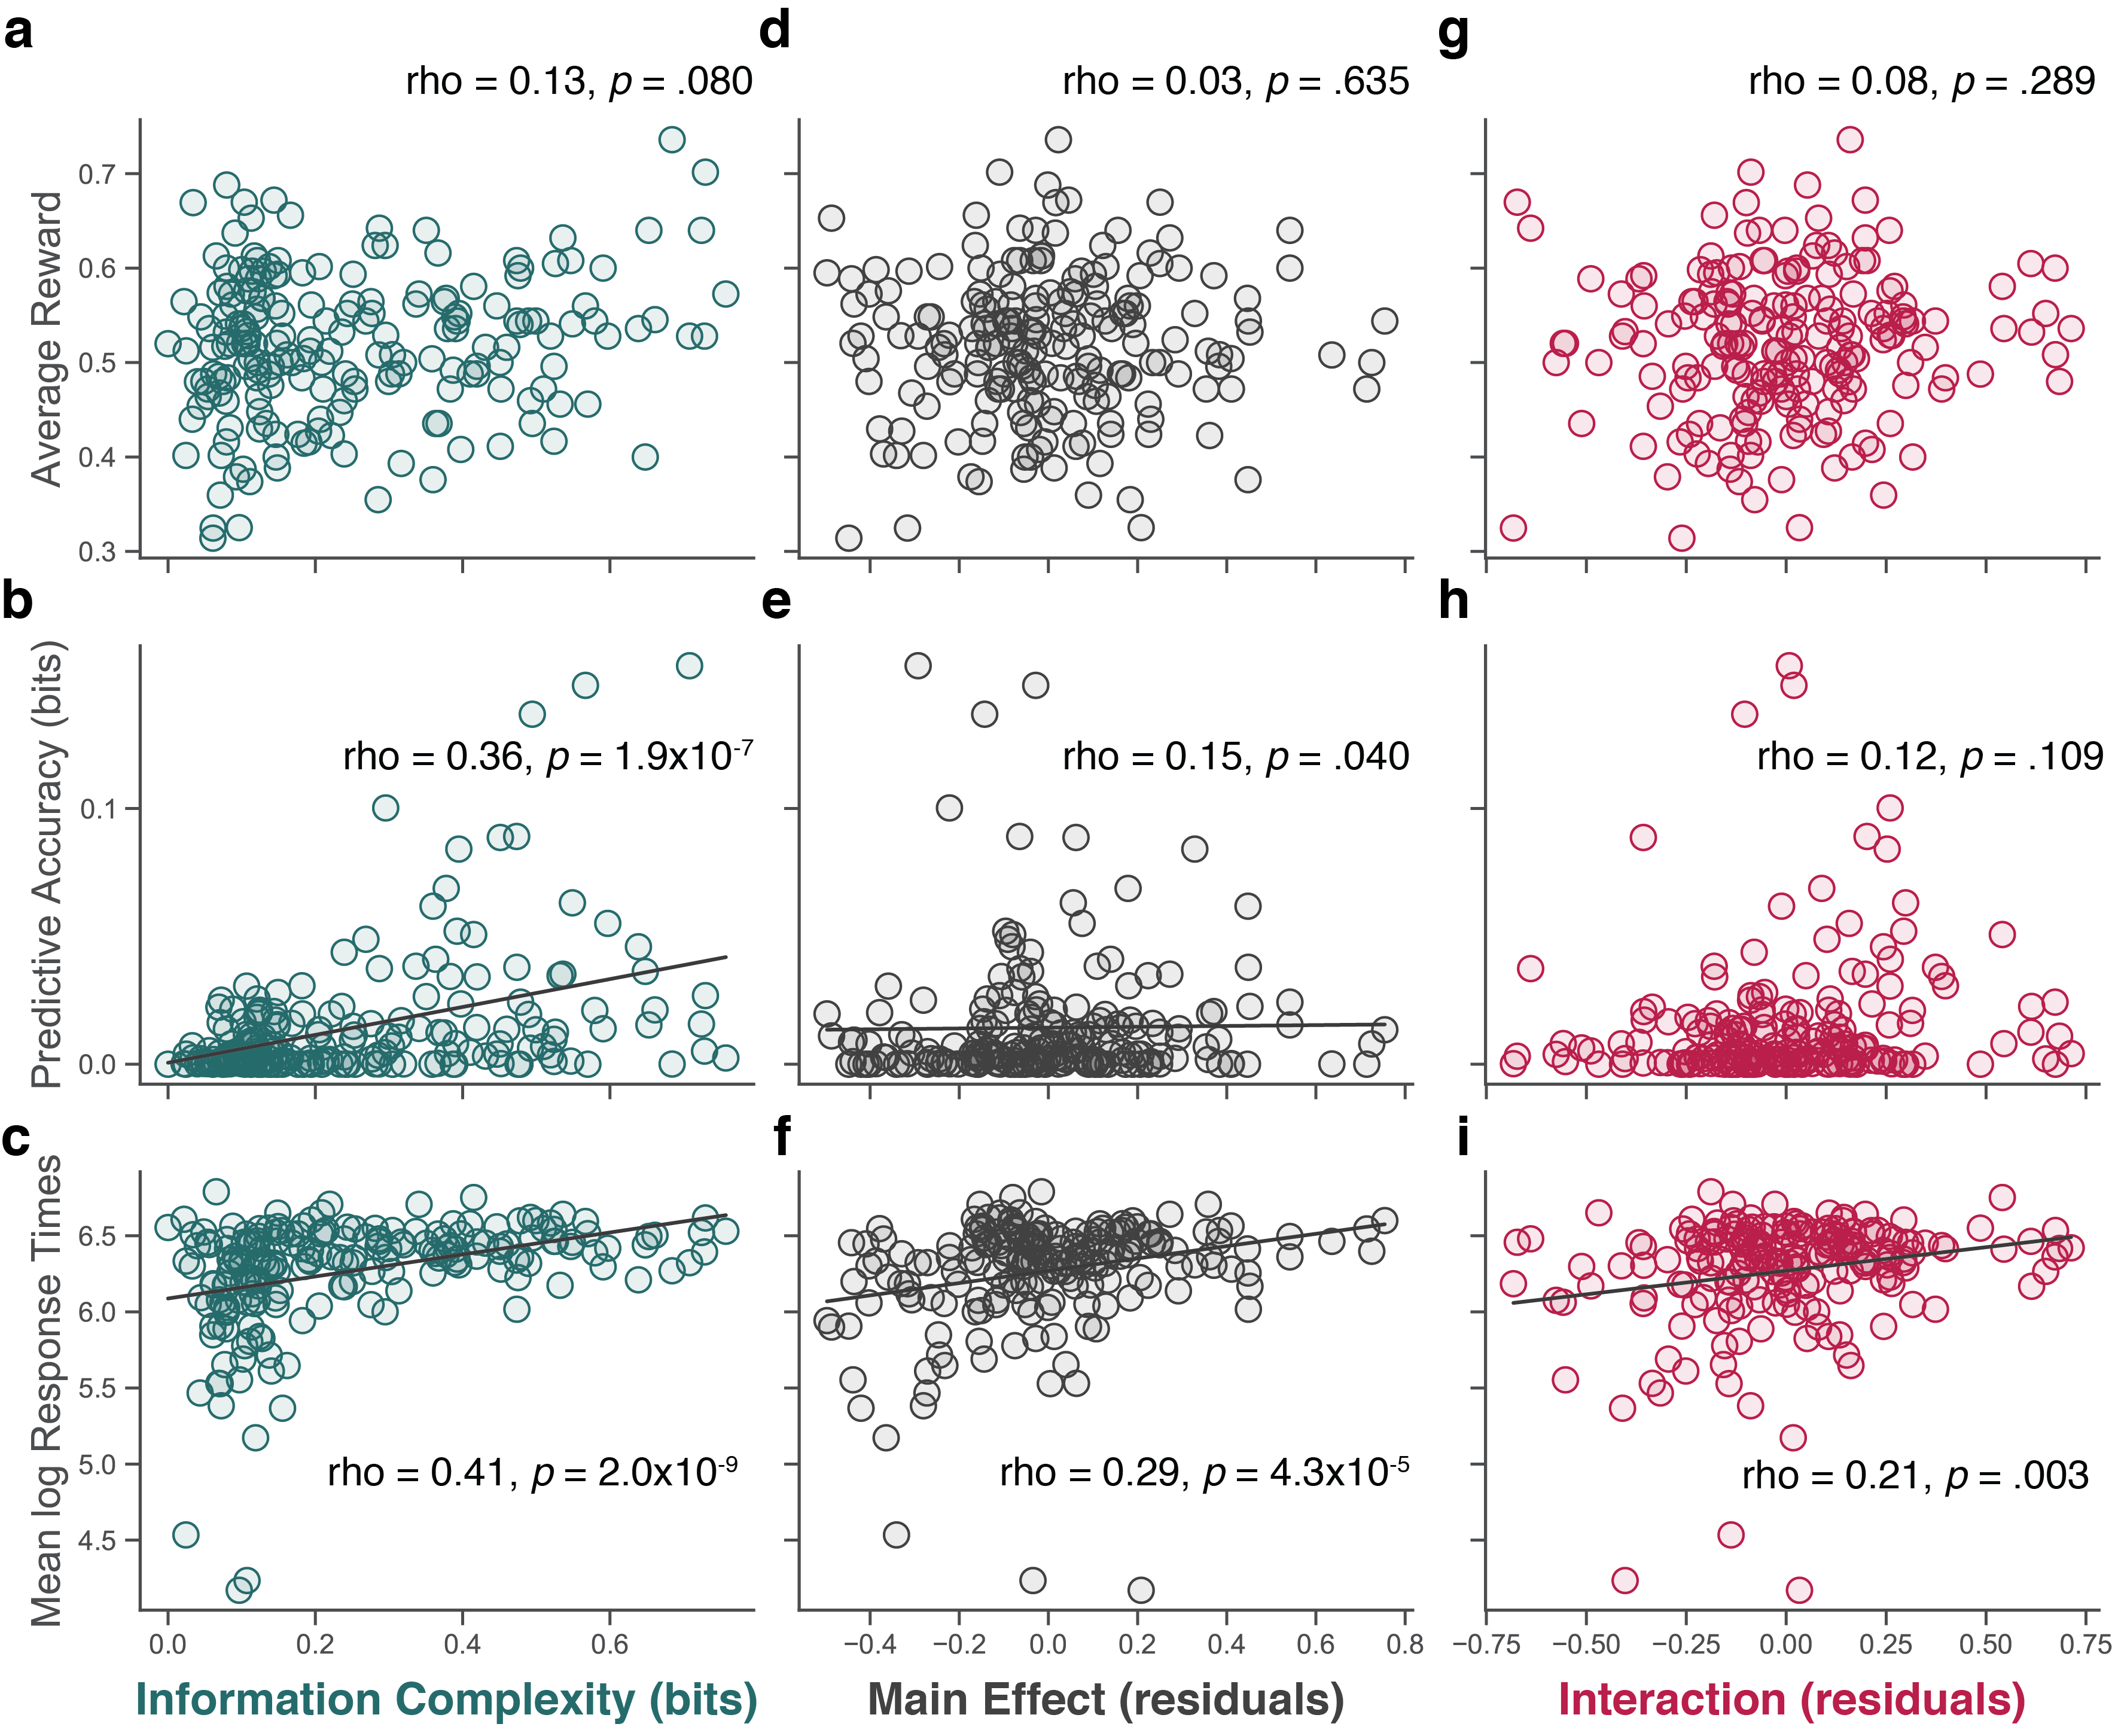 a
rho = 0.13, p = .080
Average Reward
0.7
0.6
0.5
0.4
0.3
d
rho = 0.03, p = .635
g
rho = 0.08, p = .289
b
rho = 0.36, p = 1.9x10-7
Predictive Accuracy (bits)
0.1
0.0
e
rho = 0.15, p = .040
h
rho = 0.12, p = .109
c
rho = 0.41, p = 2.0x10-9
Mean log Response Times
6.5
6.0
5.5
5.0
4.5
0.0 0.2 0.4 0.6
Information Complexity (bits)
f
rho = 0.29, p = 4.3x10-5
−0.4 −0.2 0.0 0.2 0.4 0.6 0.8
Main Effect (residuals)
i
rho = 0.21, p = .003
−0.75 −0.50 −0.25 0.00 0.25 0.50 0.75
Interaction (residuals)